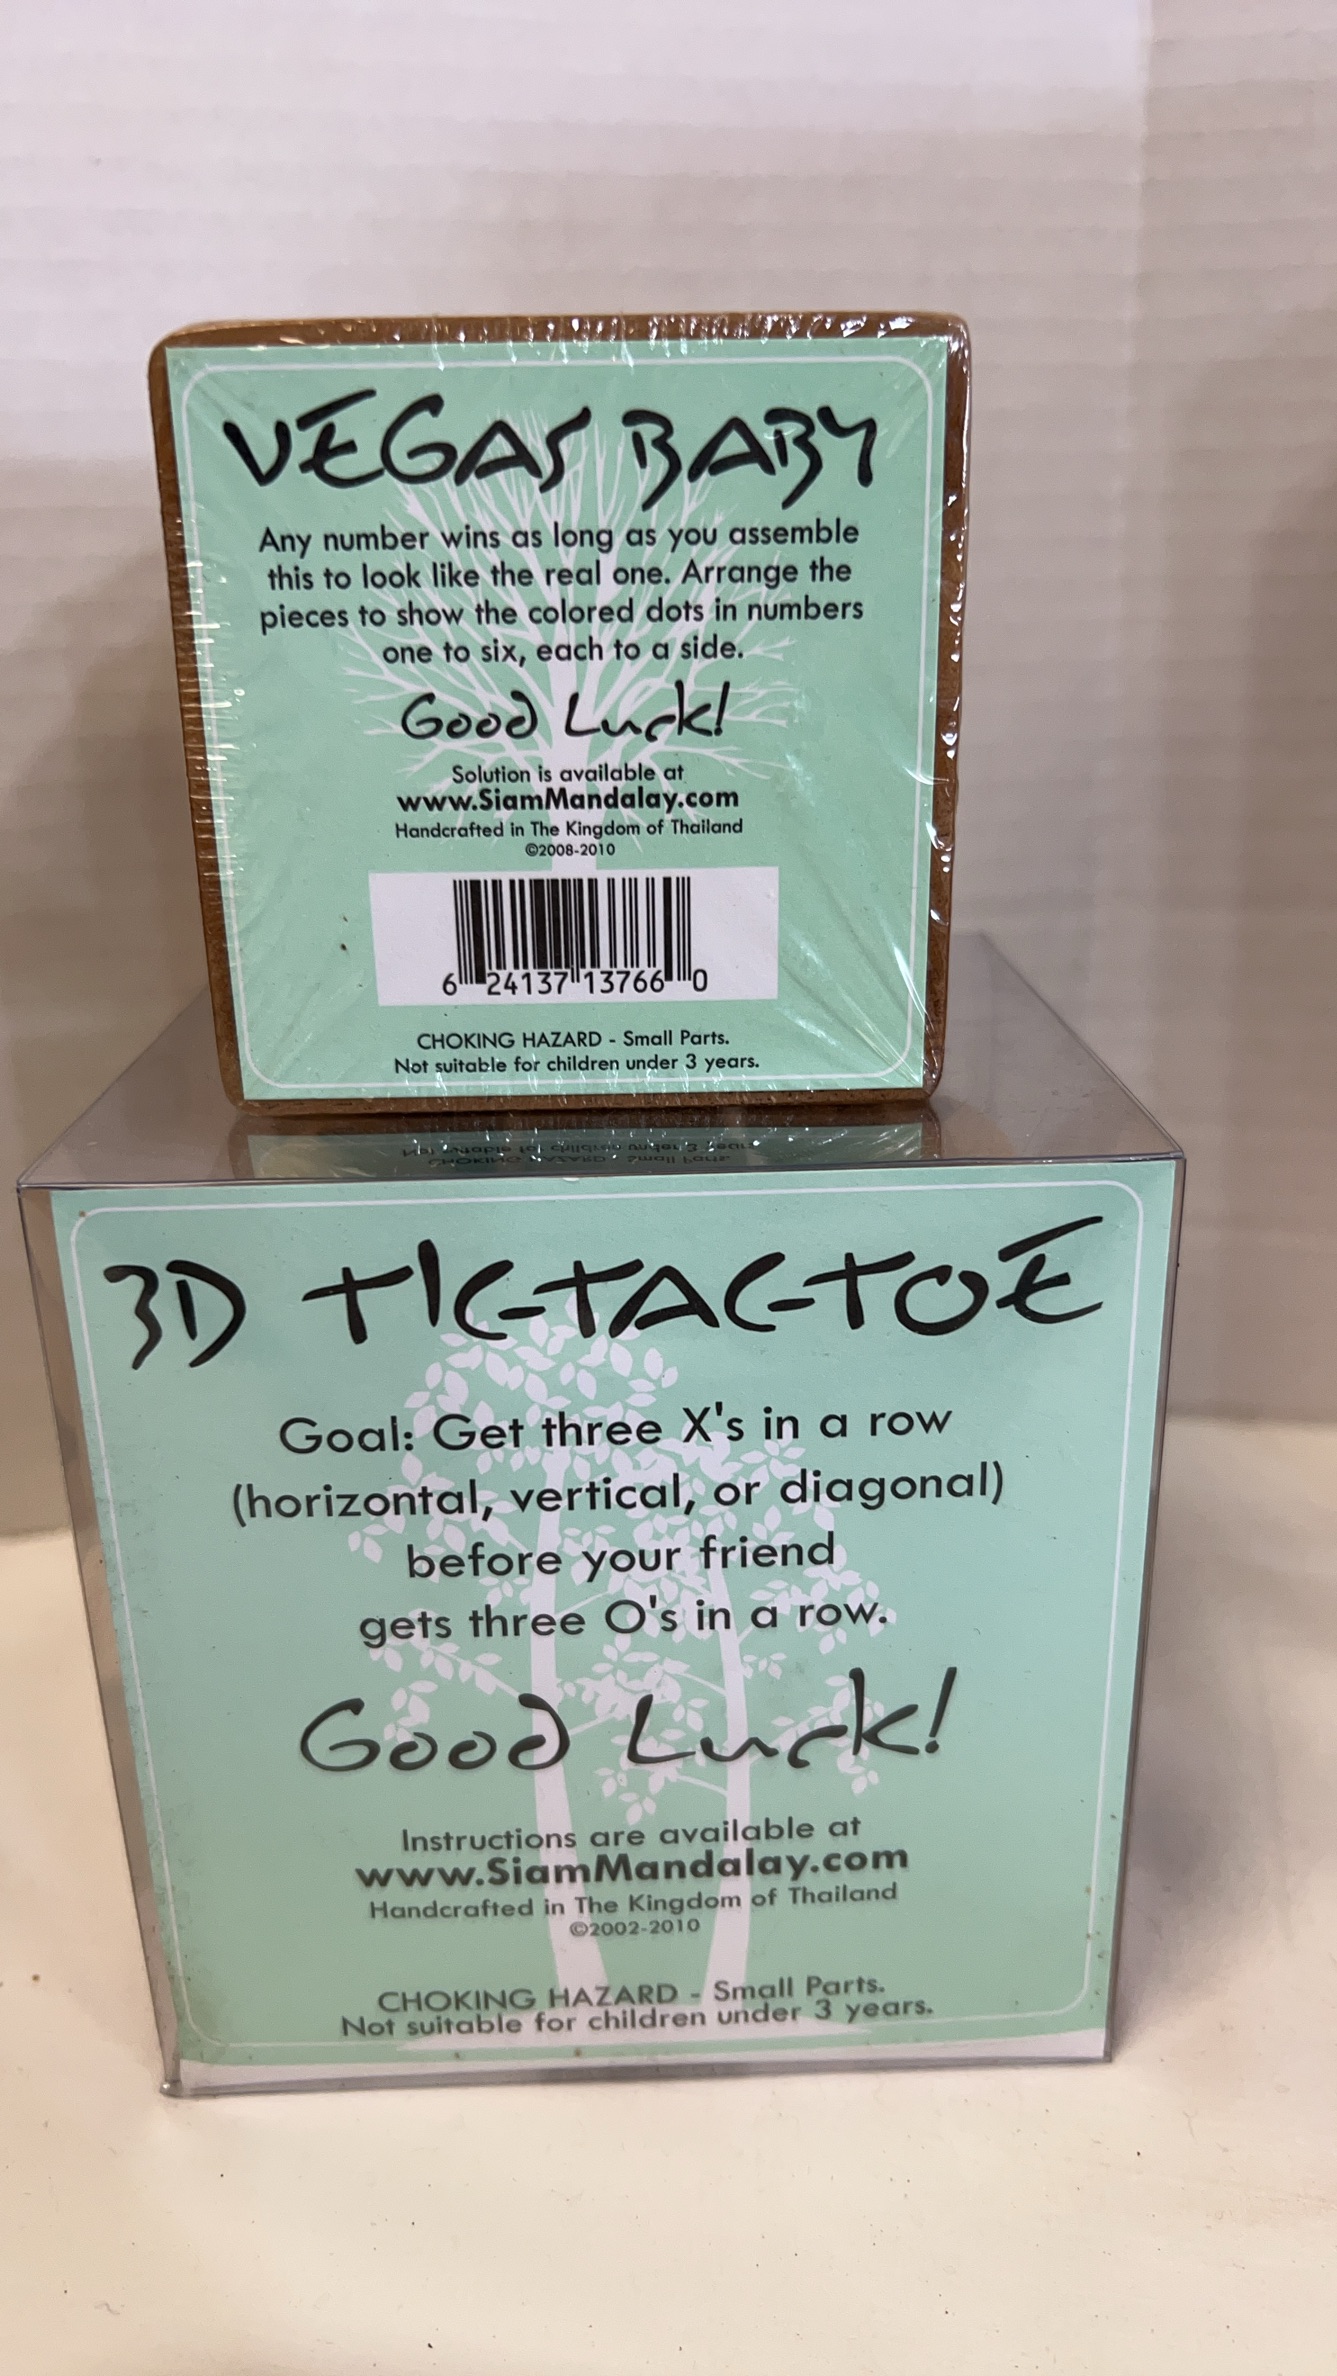 VEGAS BABY
Any number wins as long as you assemble
this to look like the real one. Arrange the
pieces to show the colored dots in numbers
one to six, each to a side.
Good Luck!
Solution is available at
www.SiamMandalay.com
Handcrafted in The Kingdom of Thailand
©2008-2010
6 24137 13766 0
CHOKING HAZARD - Small Parts.
Not suitable for children under 3 years.
3D TIC-TAC-TOE
Goal: Get three X's in a row
(horizontal, vertical, or diagonal)
before your friend
gets three O's in a row.
Good Luck!
Instructions are available at
www.SiamMandalay.com
Handcrafted in The Kingdom of Thailand
©2002-2010
CHOKING HAZARD - Small Parts.
Not suitable for children under 3 years.